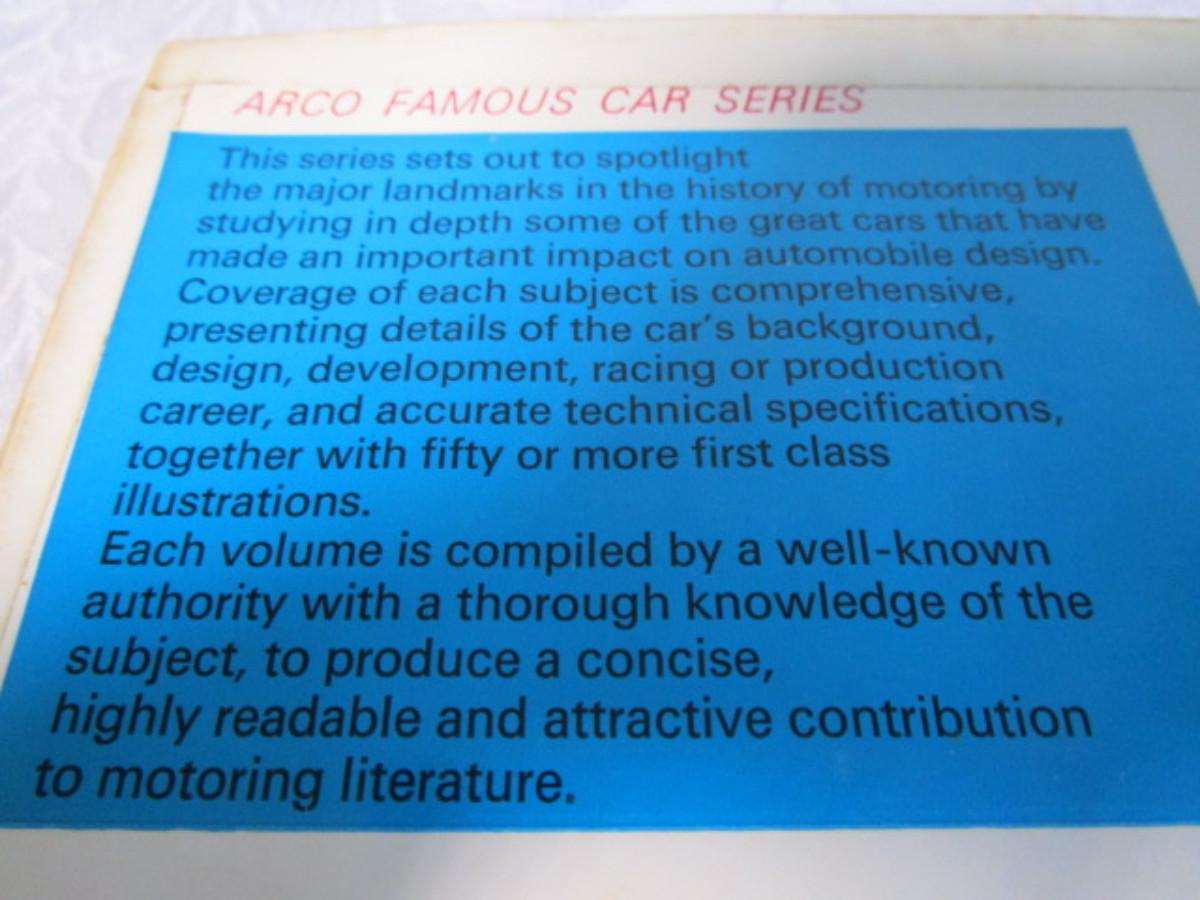 ARCO FAMOUS CAR SERIES
This series sets out to spotlight
the major landmarks in the history of motoring by
studying in depth some of the great cars that have
made an important impact on automobile design.
Coverage of each subject is comprehensive,
presenting details of the car's background,
design, development, racing or production
career, and accurate technical specifications,
together with fifty or more first class
illustrations.
Each volume is compiled by a well-known
authority with a thorough knowledge of the
subject, to produce a concise,
highly readable and attractive contribution
to motoring literature.